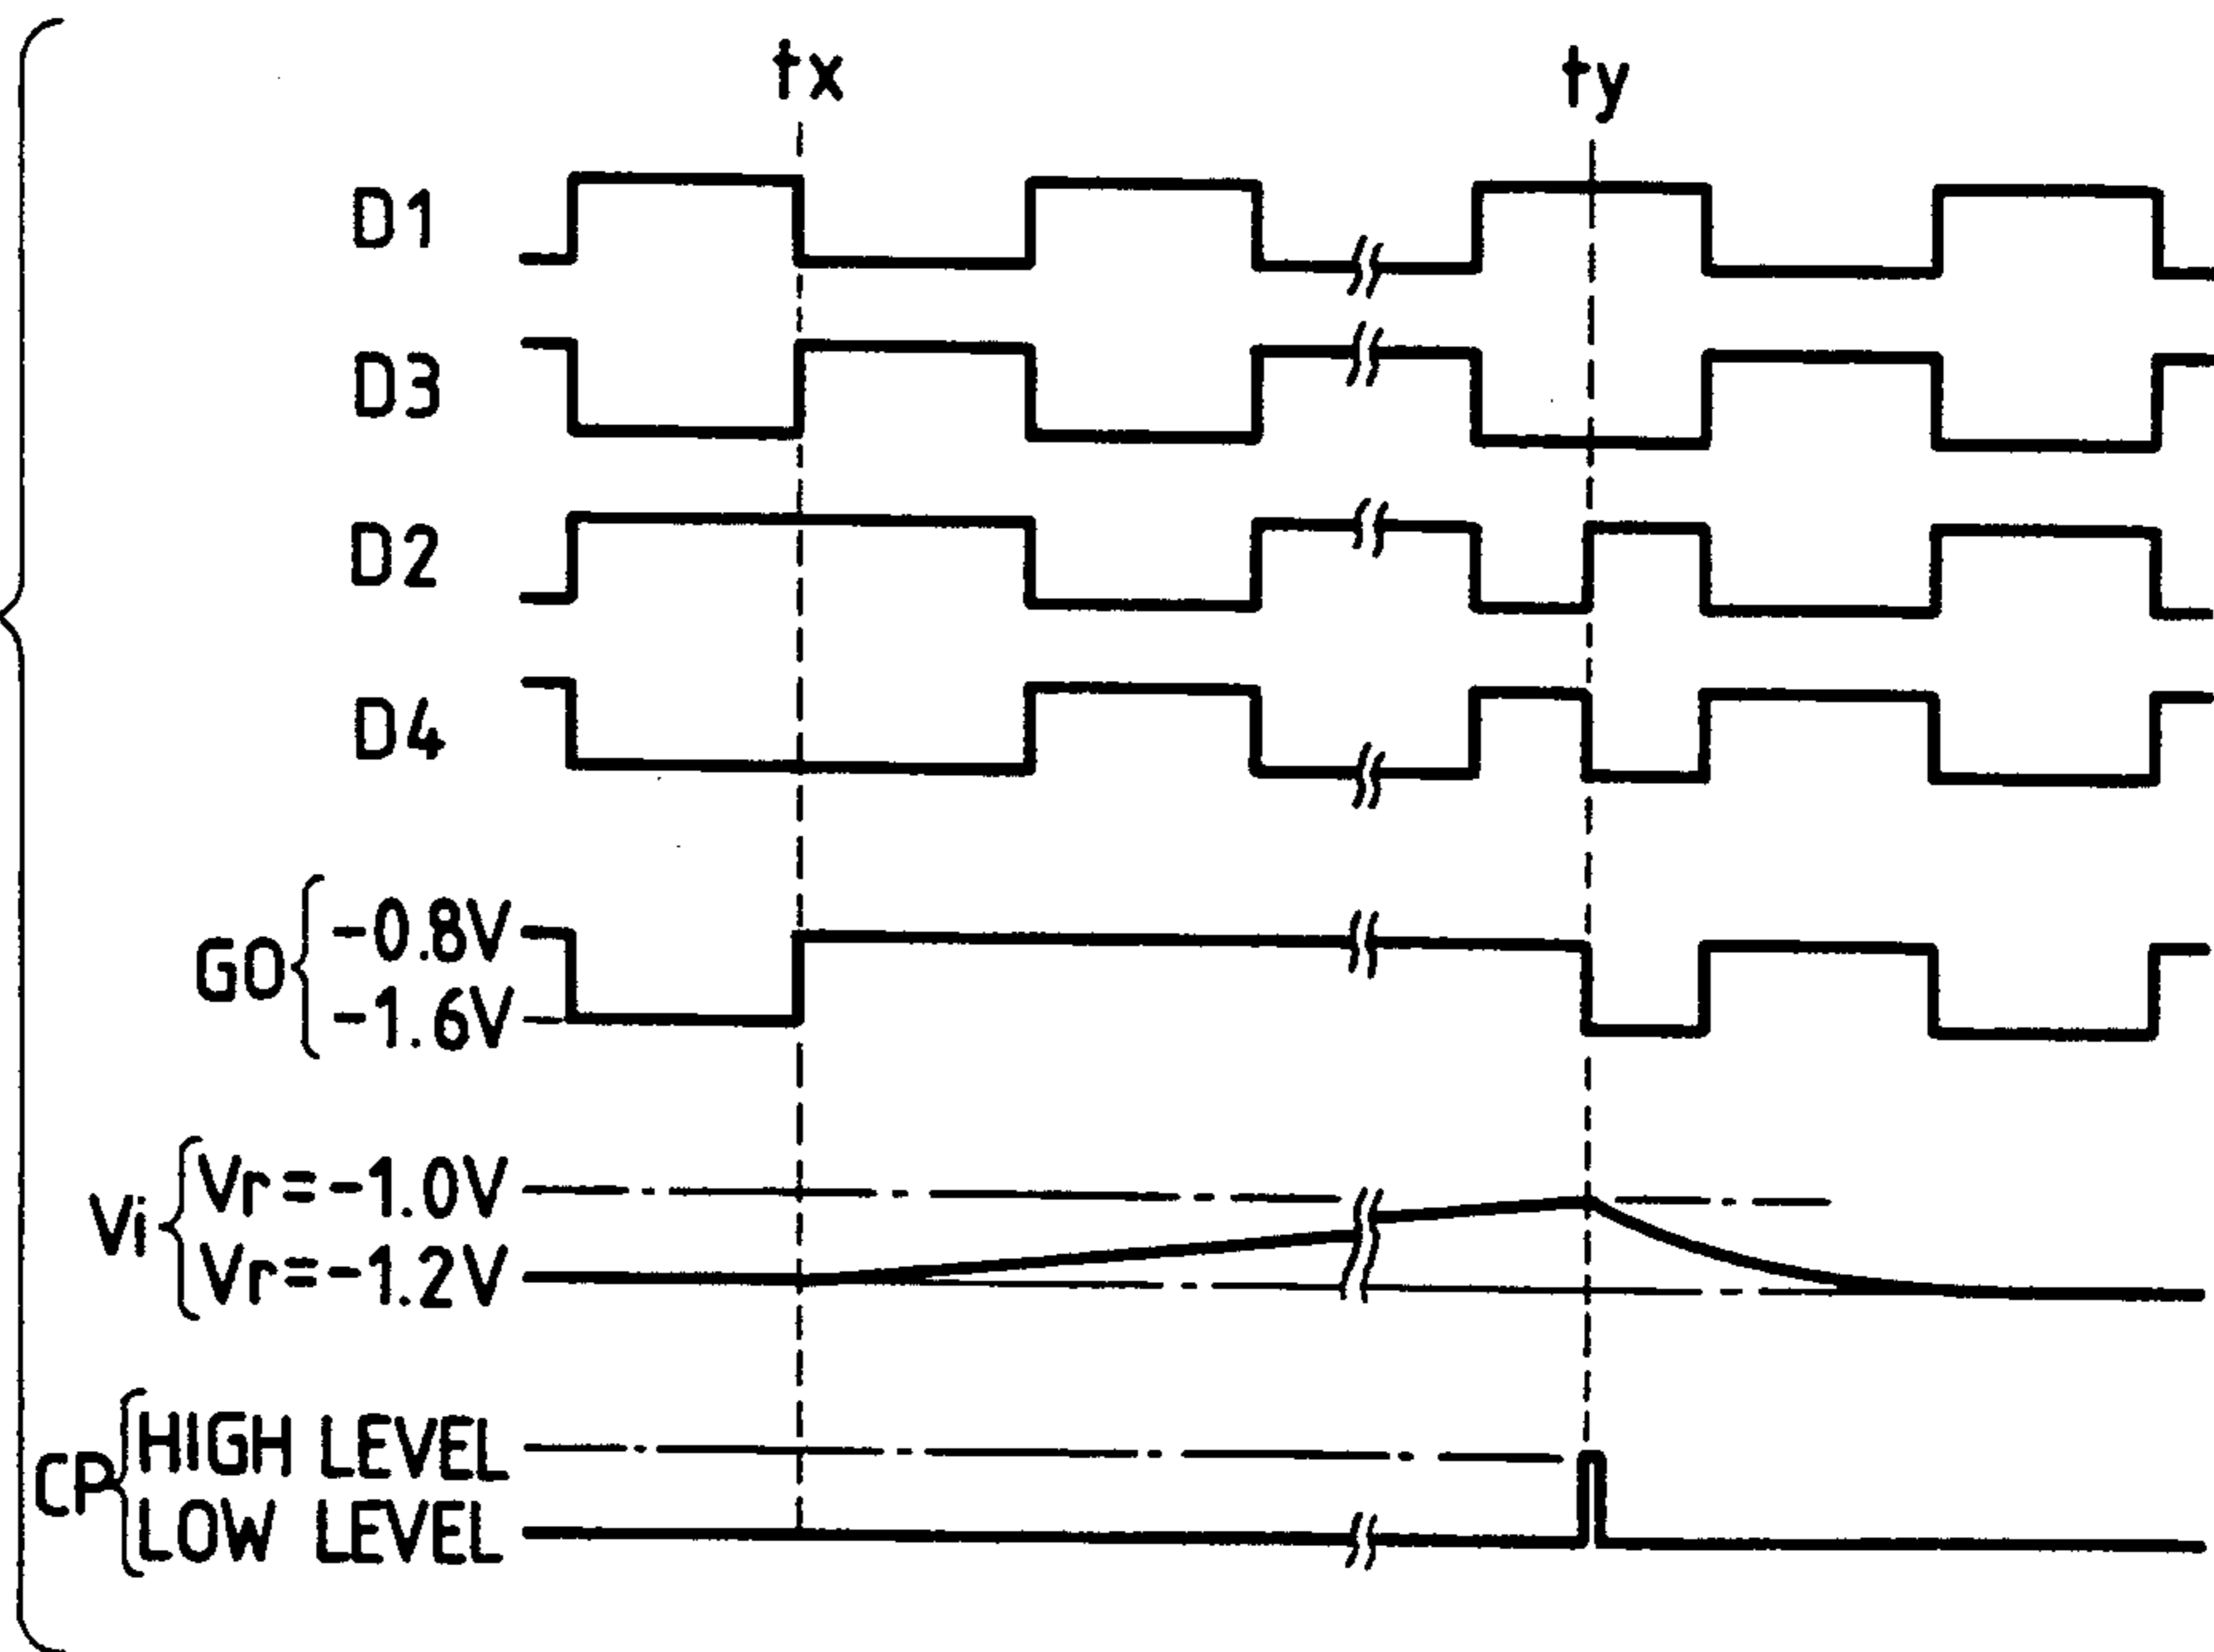 tx ty
D1
D3
D2
D4
GO -0.8V
-1.6V
Vi Vr=-1.0V
Vr=-1.2V
CP HIGH LEVEL
LOW LEVEL